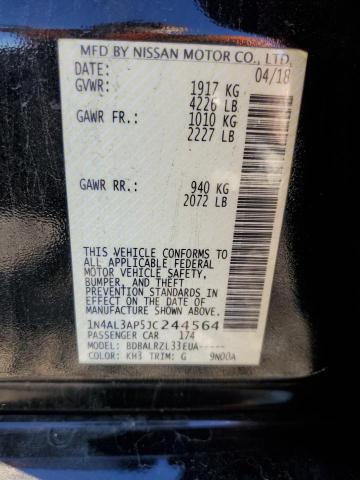 MFD BY NISSAN MOTOR CO., LTD.
DATE: 04/18
GVWR: 1917 KG
4226 LB
GAWR FR.: 1010 KG
2227 LB
GAWR RR.: 940 KG
2072 LB
THIS VEHICLE CONFORMS TO
ALL APPLICABLE FEDERAL
MOTOR VEHICLE SAFETY,
BUMPER, AND THEFT
PREVENTION STANDARDS IN
EFFECT ON THE DATE OF
MANUFACTURE SHOWN ABOVE.
1N4AL3AP5JC244564
PASSENGER CAR 174
MODEL: BDBALRZL33EUA-----
COLOR: KH3 TRIM: G 9N00A